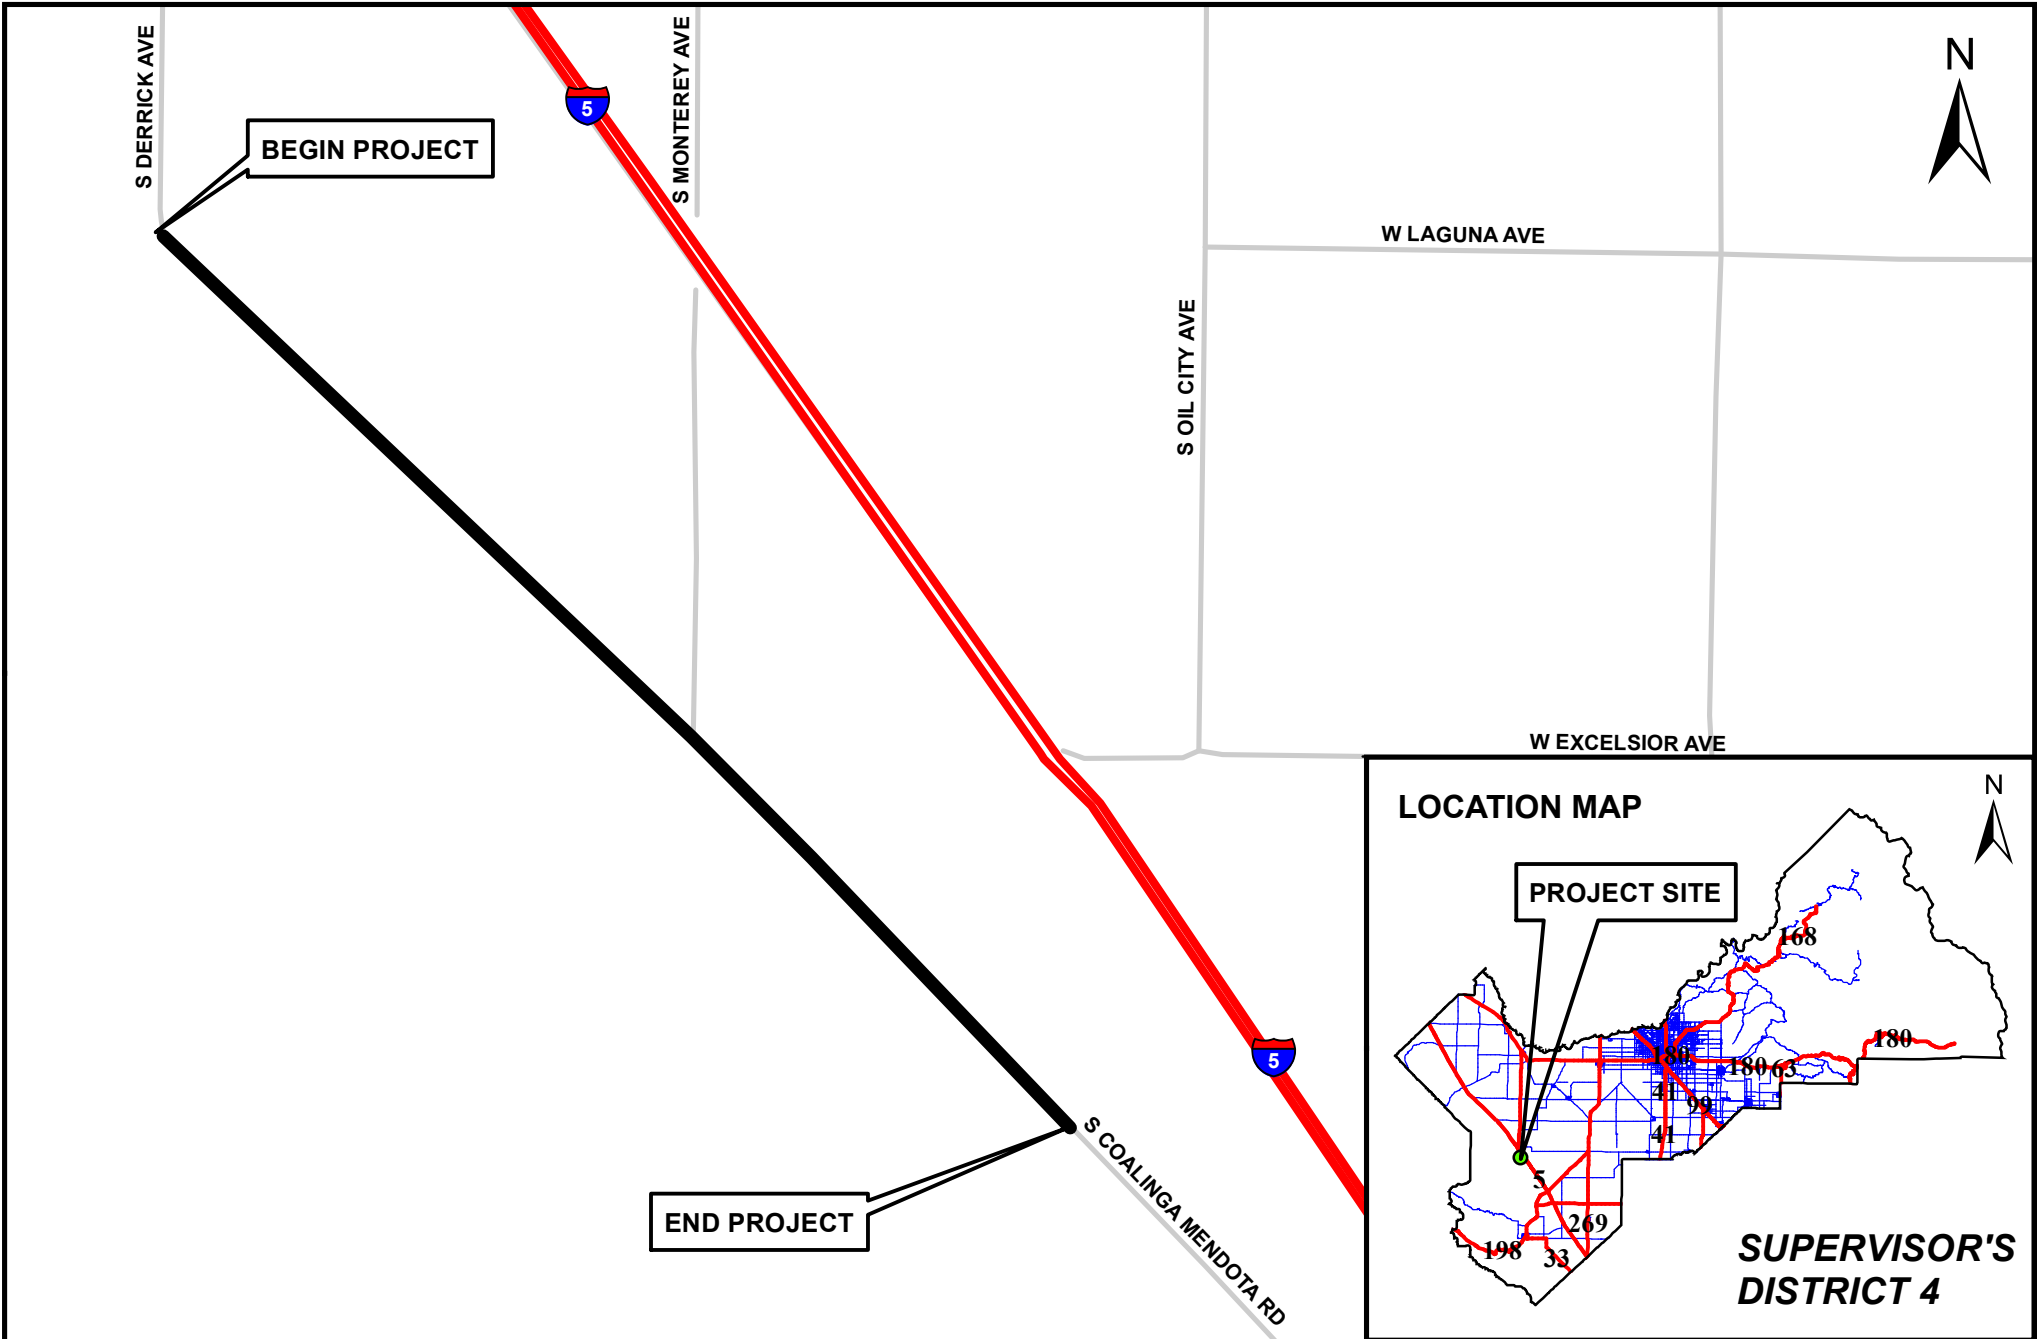 S DERRICK AVE
BEGIN PROJECT
5
S MONTEREY AVE
N
W LAGUNA AVE
S OIL CITY AVE
W EXCELSIOR AVE
5
S COALINGA MENDOTA RD
END PROJECT
LOCATION MAP
N
PROJECT SITE
168
180
180
180
63
41
99
41
5
269
198
33
SUPERVISOR'S
DISTRICT 4